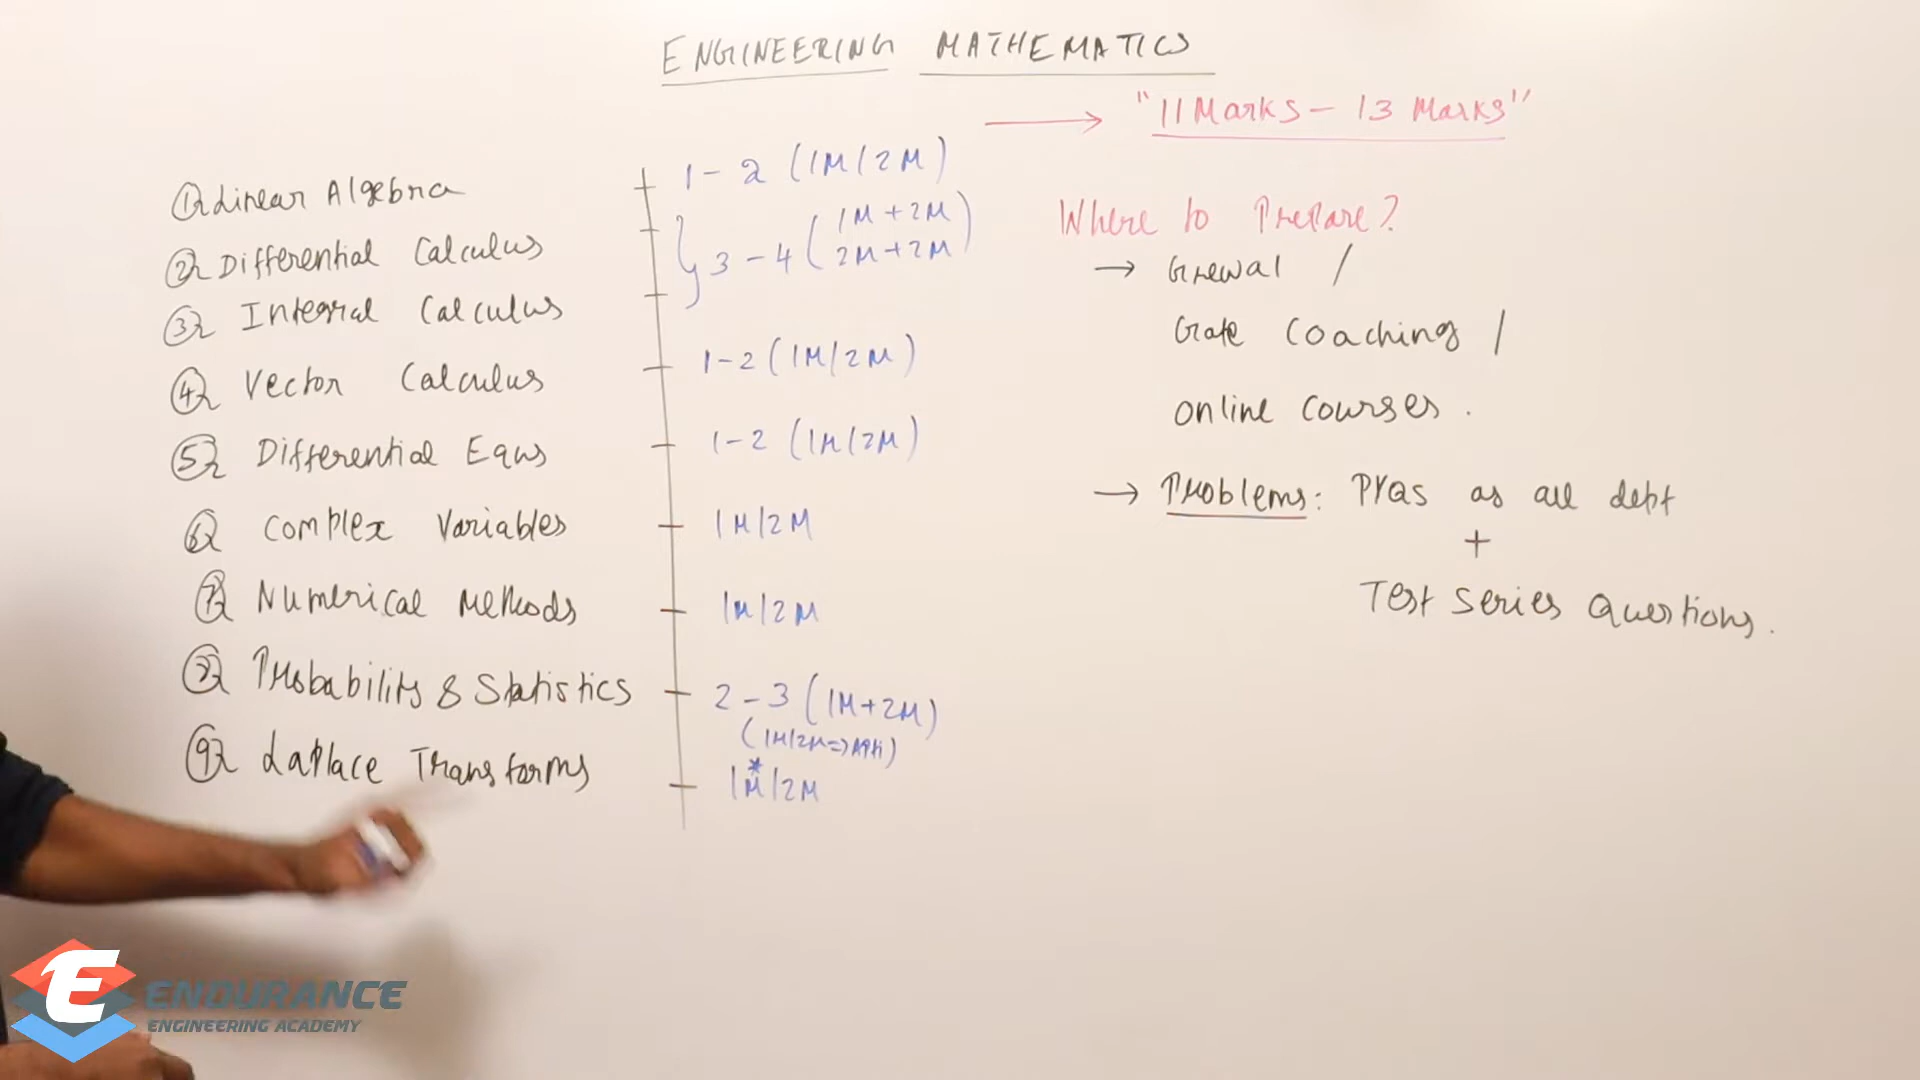 ENGINEERING MATHEMATICS
"11 Marks - 13 Marks"
① Linear Algebra
1 - 2 (1M/2M)
② Differential Calculus
③ Integral Calculus
3 - 4 (1M + 2M
2M + 2M)
④ Vector Calculus
1 - 2 (1M/2M)
⑤ Differential Eqns
1 - 2 (1M/2M)
⑥ Complex Variables
1M/2M
⑦ Numerical Methods
1M/2M
Probability & Statistics
2 - 3 (1M + 2M)
(1M/2M => Apti)
⑨ Laplace Transforms
1M*/2M
Where to Prepare?
→ Grewal /
Gate Coaching /
online courses.
→ Problems: PYQs as all dept
+
Test Series Questions.
E ENDURANCE
ENGINEERING ACADEMY